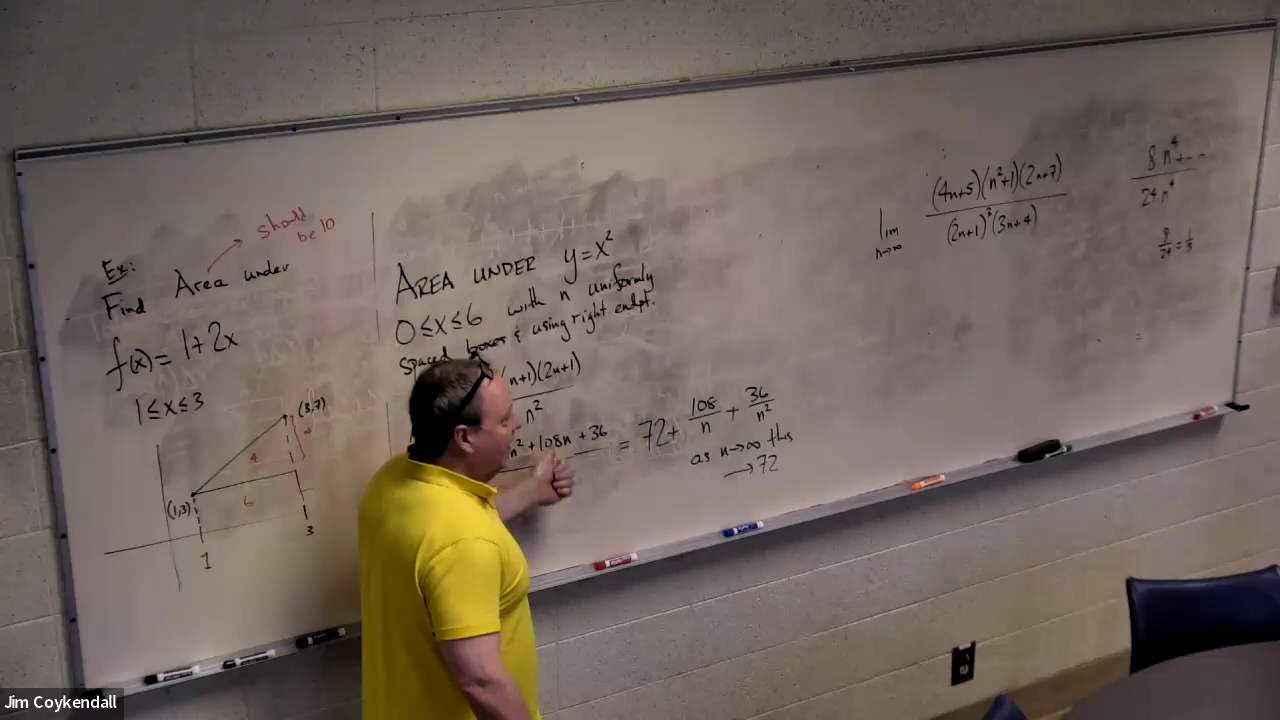 should
be 10
Ex:
Find Area under
f(x) = 1+2x
1 ≤ x ≤ 3
(3,7)
4
4
(1,3)
6
1
3
AREA UNDER y = x²
0 ≤ x ≤ 6 with n uniformly
spaced boxes & using right endpt.
n+1)(2n+1)
n²
n² + 108n + 36 = 72 + 108/n + 36/n²
as n→∞ this
→ 72
lim n→∞ (4n+5)(n²+1)(2n+7)
(2n+1)³(3n+4)
8n⁴+--
24n⁴
8/24 = 1/3
Jim Coykendall